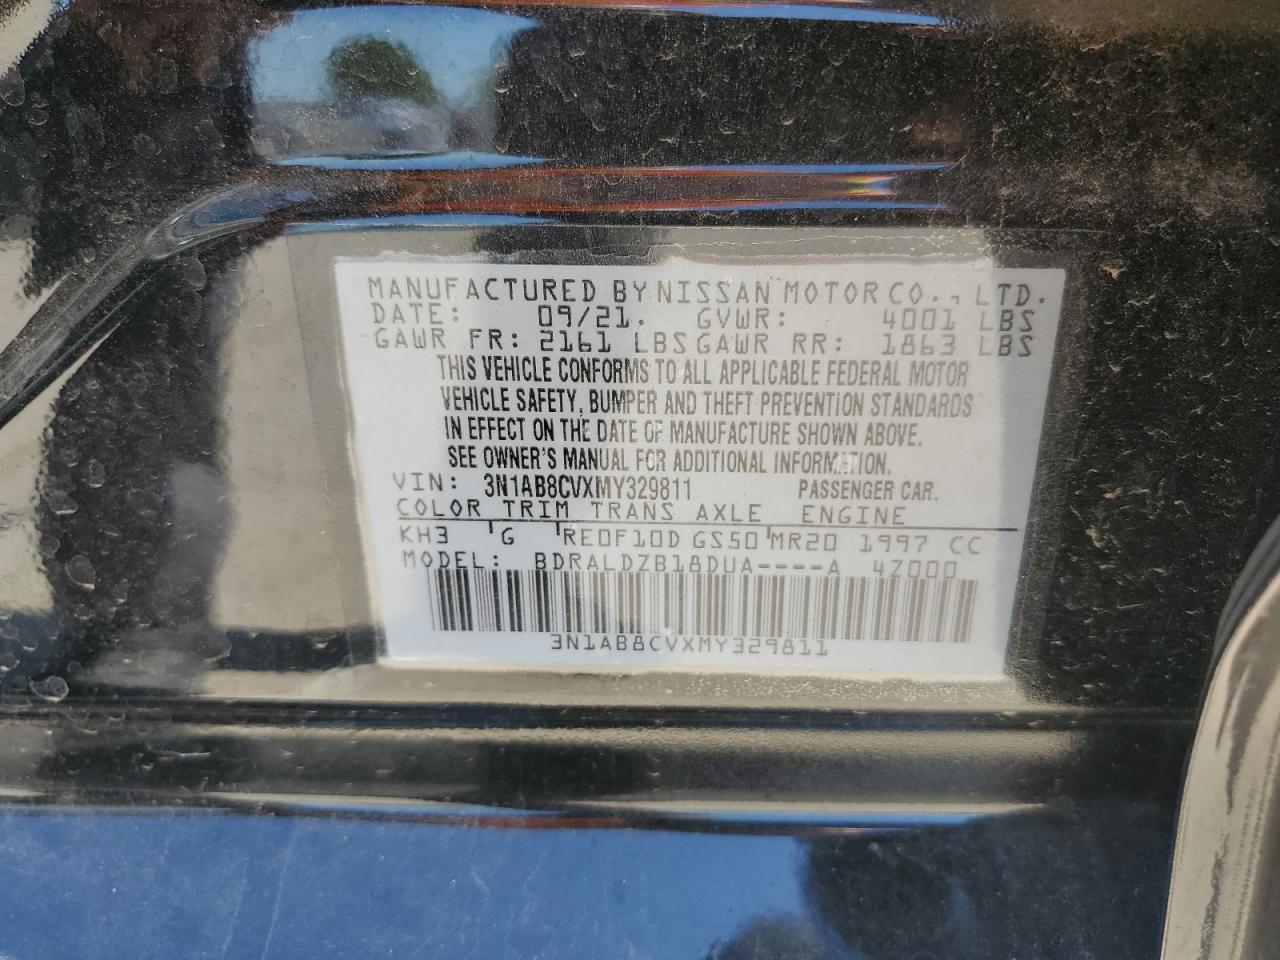 MANUFACTURED BY NISSAN MOTOR CO., LTD.
DATE: 09/21. GVWR: 4001 LBS
GAWR FR: 2161 LBS GAWR RR: 1863 LBS
THIS VEHICLE CONFORMS TO ALL APPLICABLE FEDERAL MOTOR
VEHICLE SAFETY, BUMPER AND THEFT PREVENTION STANDARDS
IN EFFECT ON THE DATE OF MANUFACTURE SHOWN ABOVE.
SEE OWNER'S MANUAL FOR ADDITIONAL INFORMATION.
VIN: 3N1AB8CVXMY329811 PASSENGER CAR.
COLOR TRIM TRANS AXLE ENGINE
KH3 G RE0F10D GS50 MR20 1997 CC
MODEL: BDRALDZB18DUA----A 4Z000
3N1AB8CVXMY329811